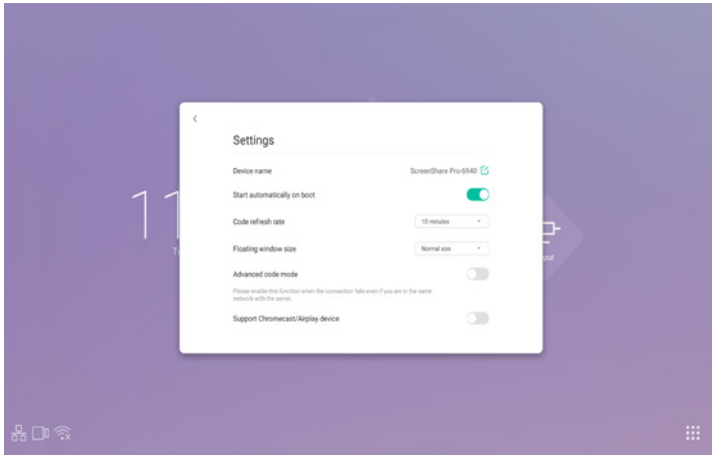 Settings
Device name
ScreenShare Pro-6940
Start automatically on boot
Code refresh rate
10 minutes
Floating window size
Normal size
Advanced code mode
Please enable this function when the connection fails even if you are in the same
network with the server.
Support Chromecast/Airplay device
11